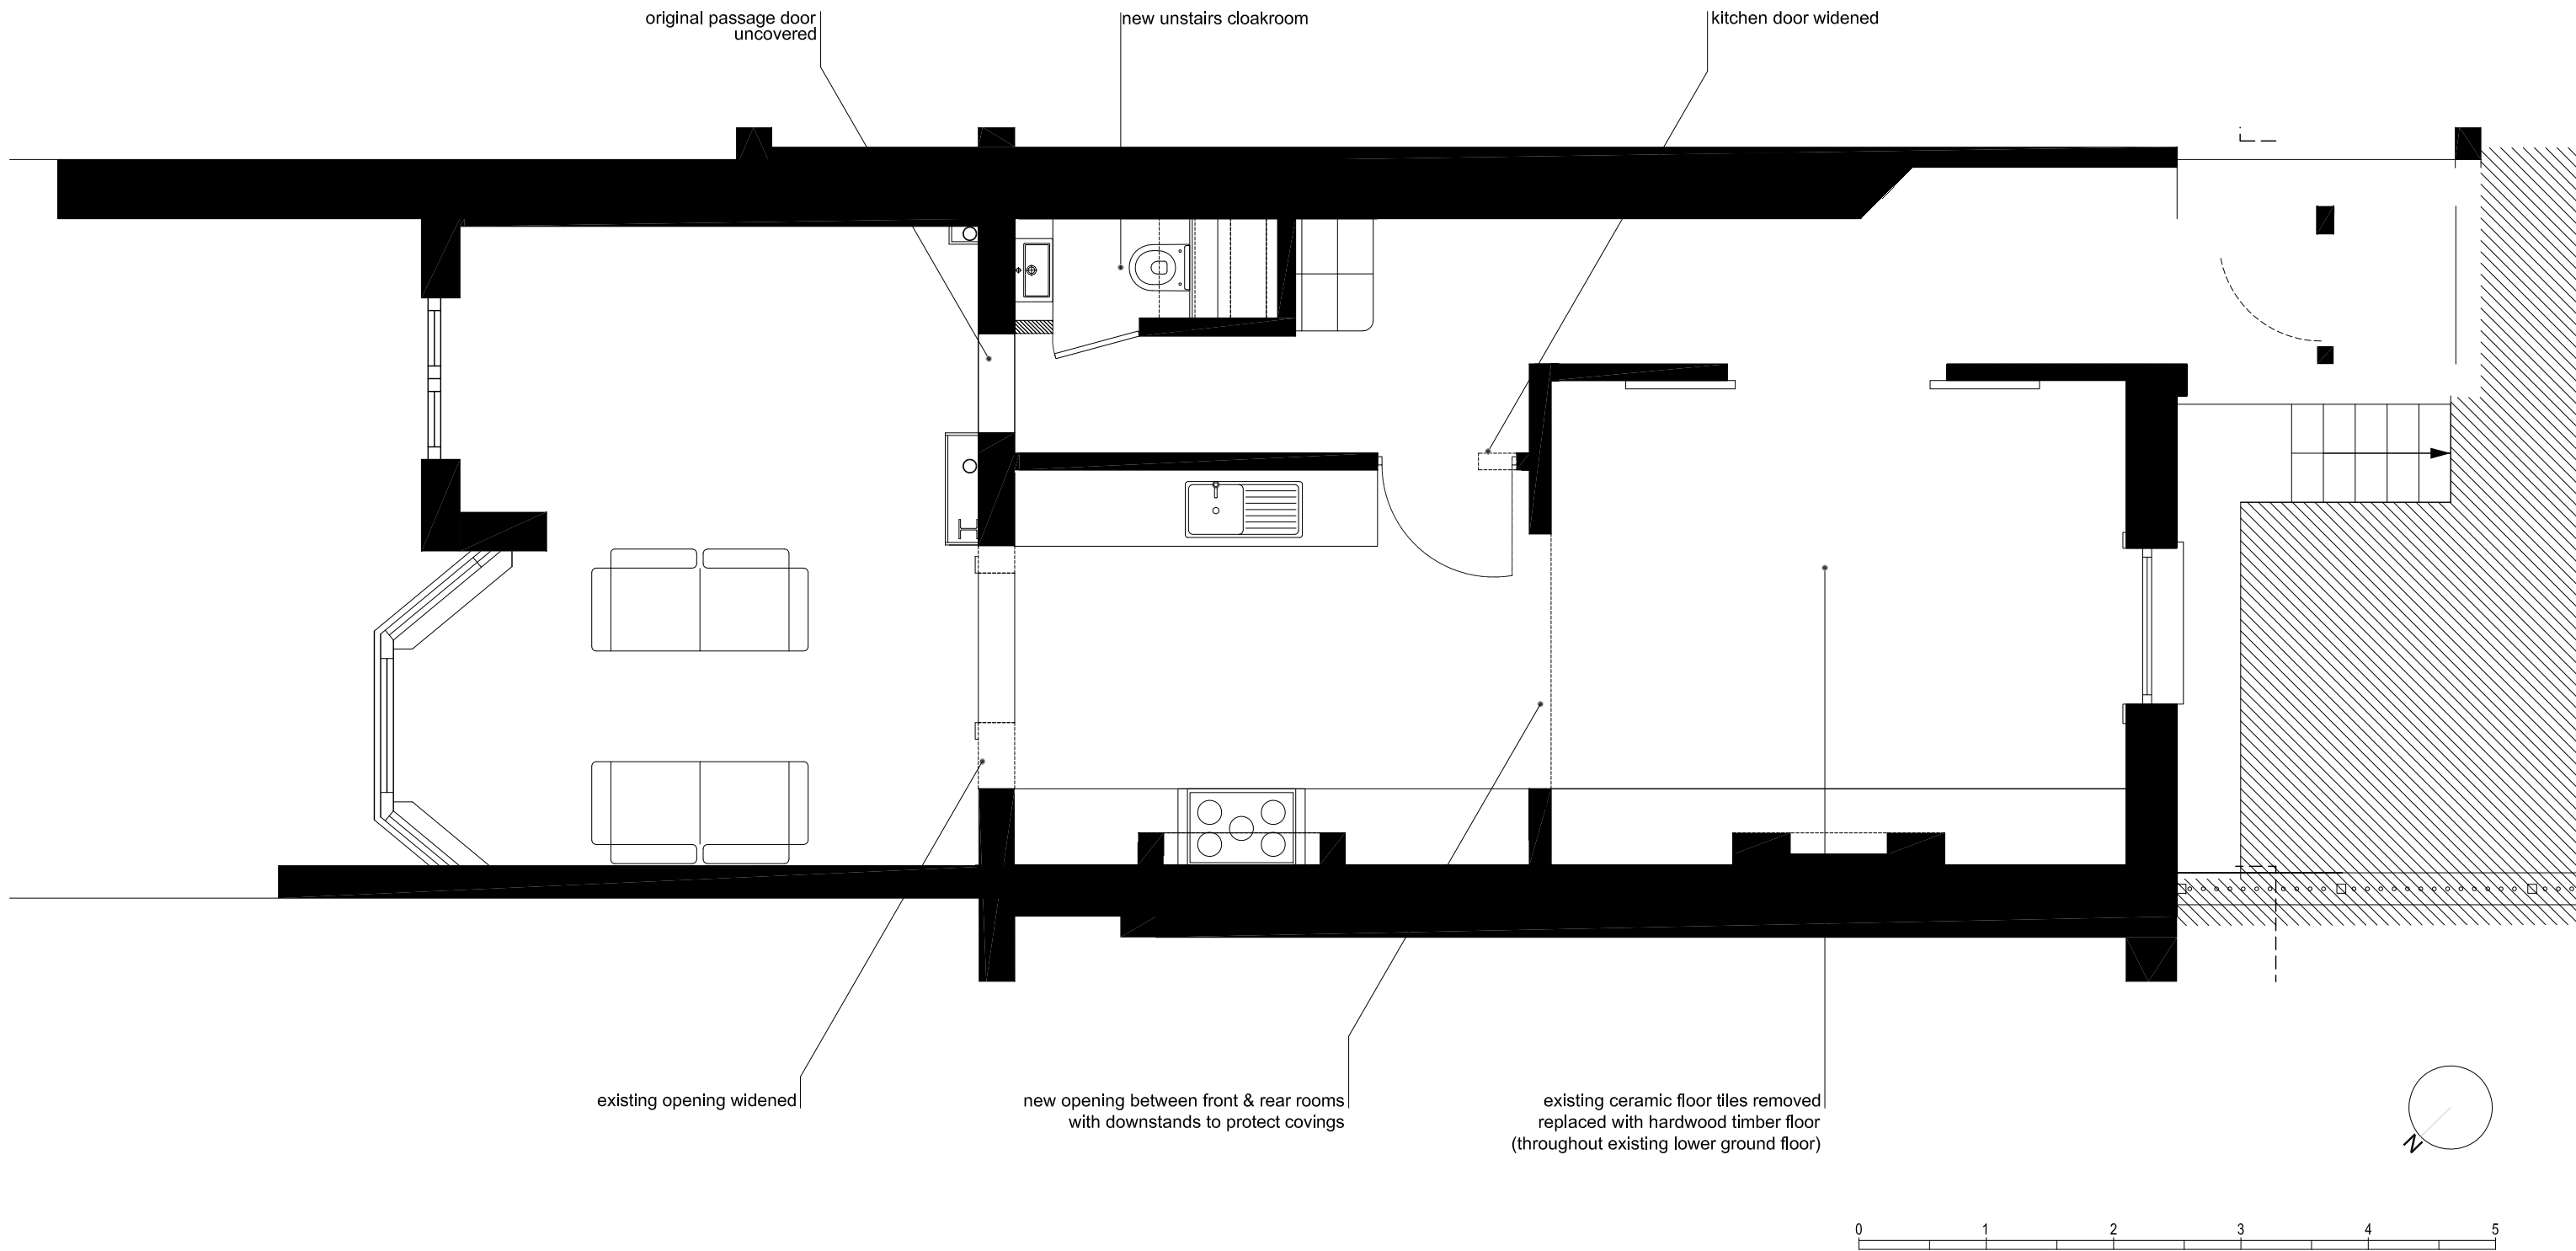 original passage door
uncovered
new unstairs cloakroom
kitchen door widened
H
existing opening widened
new opening between front & rear rooms
with downstands to protect covings
existing ceramic floor tiles removed
replaced with hardwood timber floor
(throughout existing lower ground floor)
N
0 1 2 3 4 5